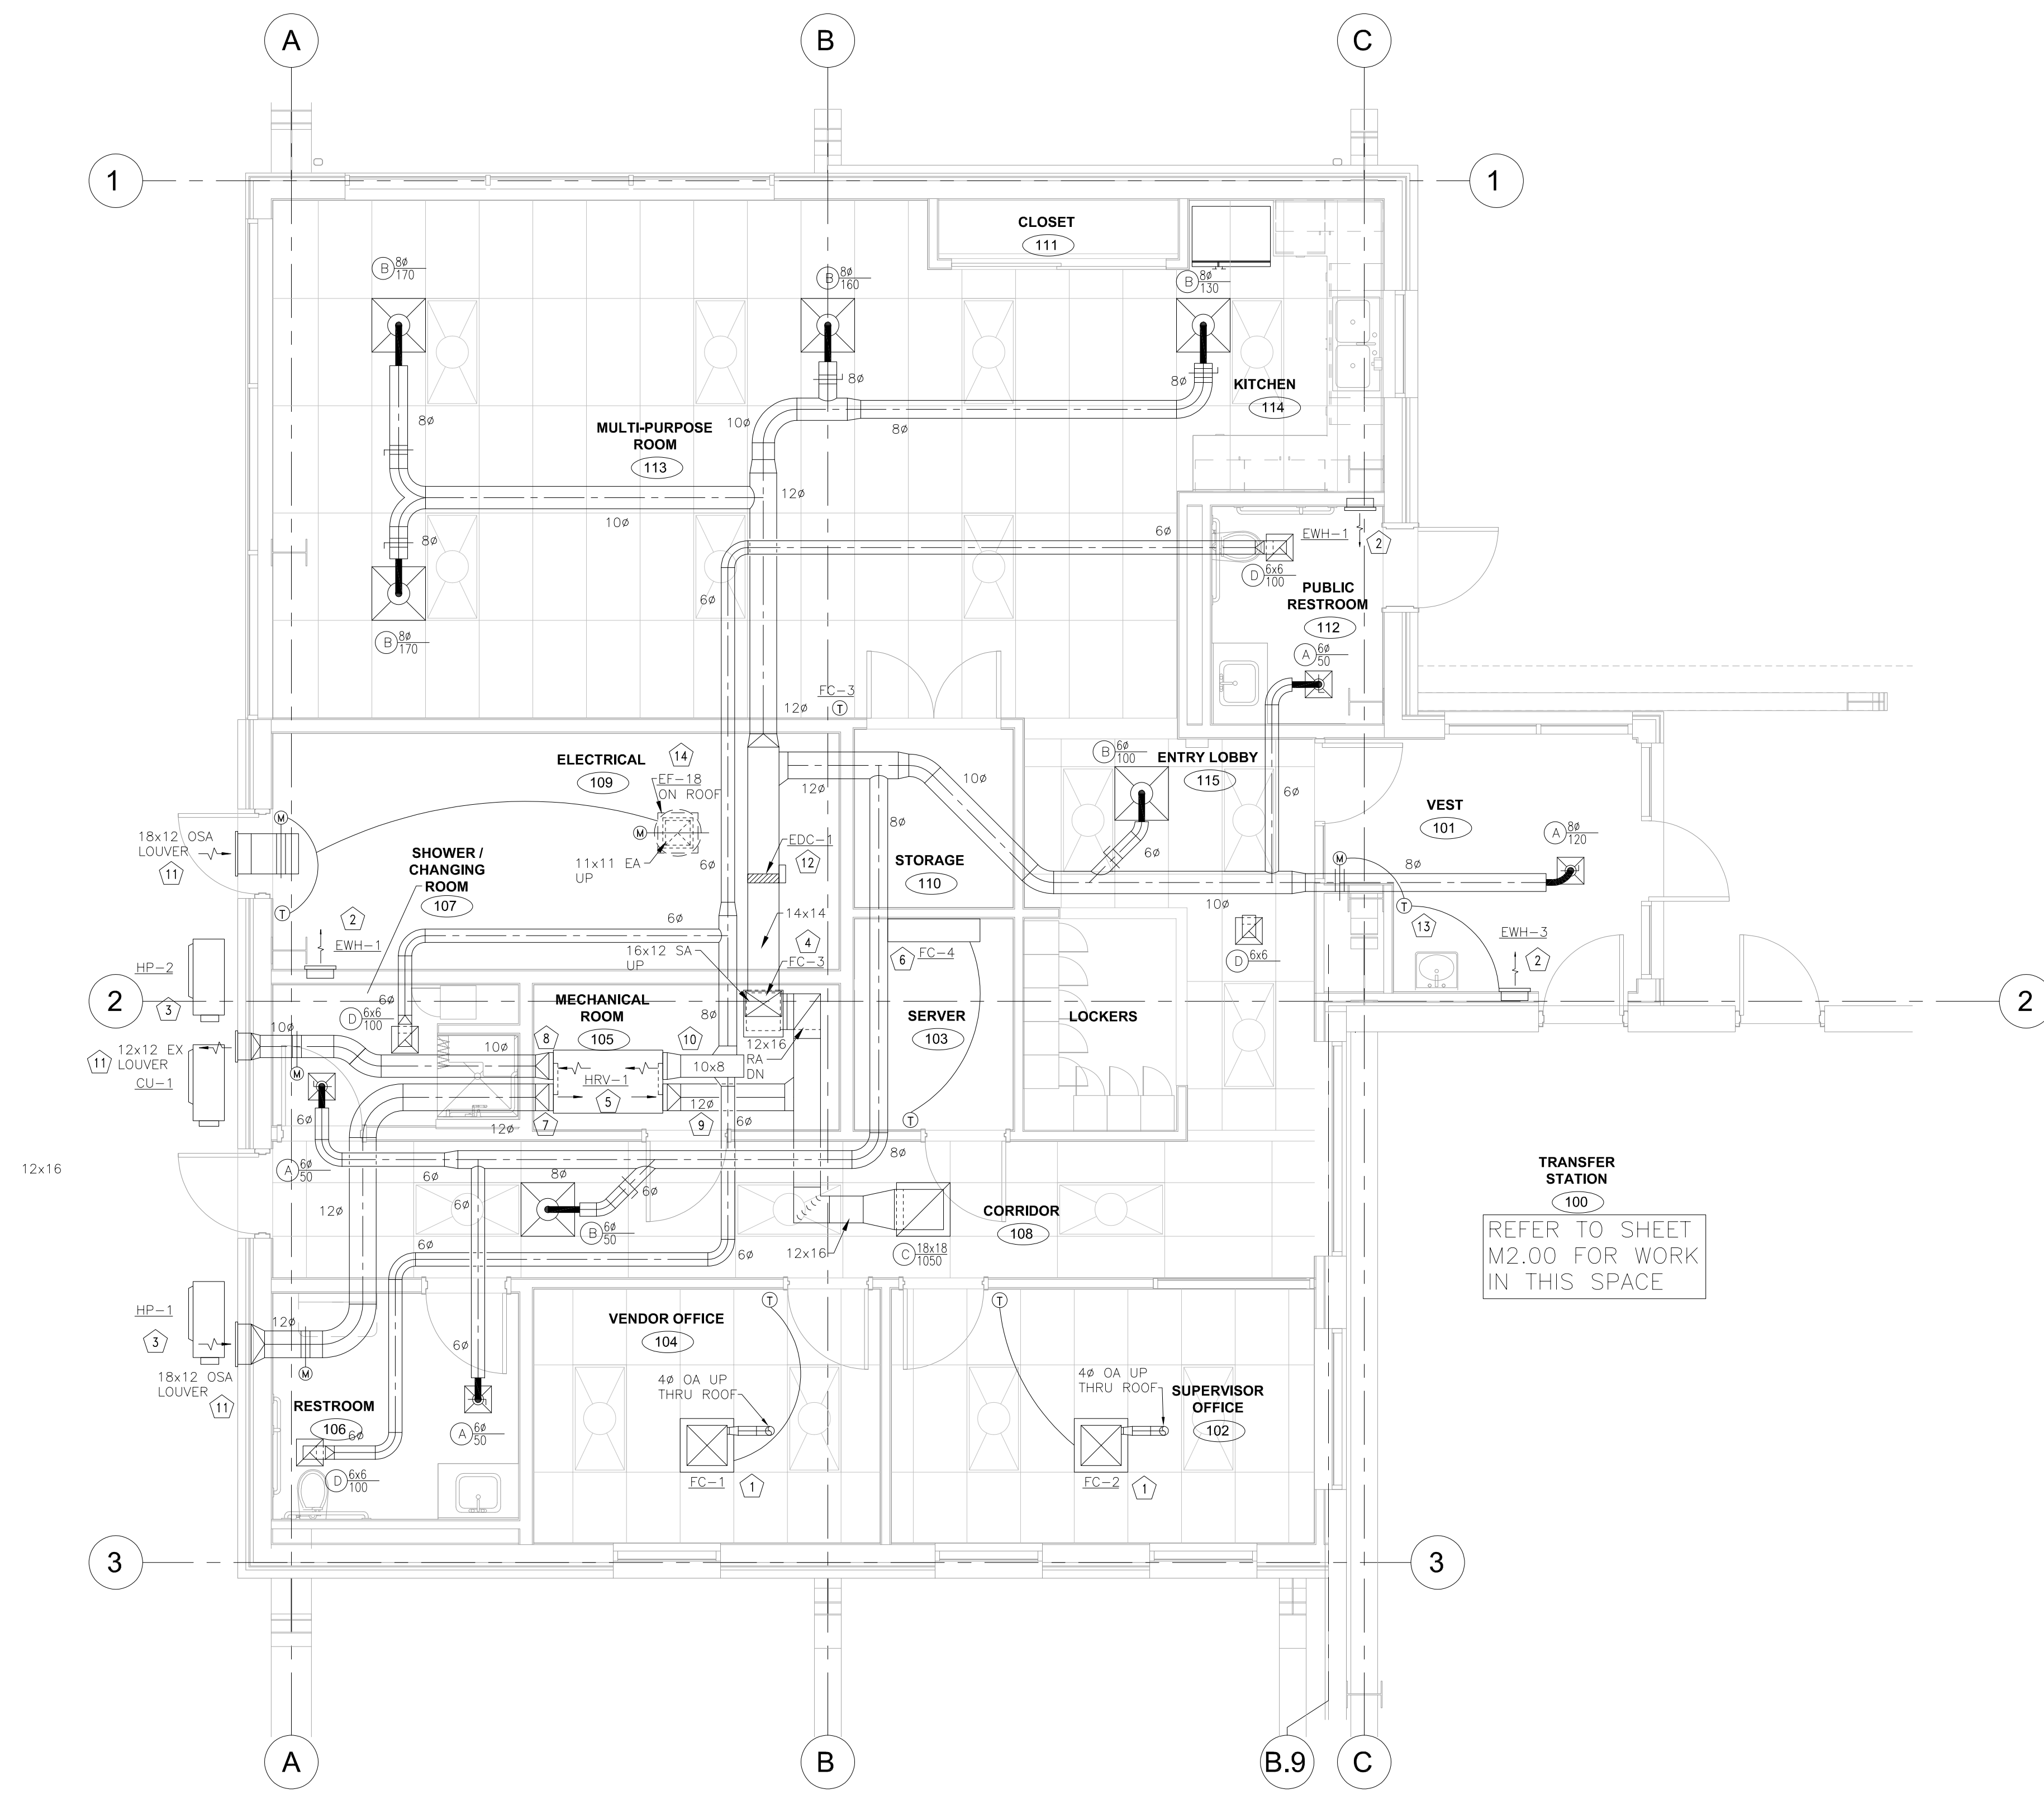 A
B
C
1
1
CLOSET
111
B 8ø
170
B 8ø
160
B 8ø
130
8ø
8ø
KITCHEN
114
8ø
10ø
8ø
MULTI-PURPOSE
ROOM
113
12ø
10ø
8ø
6ø
EWH-1
2
D 6x6
100
PUBLIC
RESTROOM
112
6ø
B 8ø
170
A 6ø
50
FC-3
12ø
T
ELECTRICAL
109
14
EF-18
ON ROOF
M
B 6ø
100
ENTRY LOBBY
115
10ø
12ø
6ø
VEST
101
M
18x12 OSA
LOUVER
11
8ø
EDC-1
12
A 8ø
120
SHOWER /
CHANGING
ROOM
107
11x11 EA
UP
6ø
STORAGE
110
6ø
M
8ø
T
2
EWH-1
6ø
14x14
4
10ø
T
13
EWH-3
2
16x12 SA
UP
FC-3
6
FC-4
D 6x6
HP-2
3
2
2
6ø
D 6x6
100
MECHANICAL
ROOM
105
8ø
SERVER
103
LOCKERS
10ø
12x12 EX
LOUVER
11
CU-1
M
10ø
8
10
12x16
RA
DN
10x8
HRV-1
5
12ø
6ø
7
9
6ø
12ø
T
8ø
12x16
A 6ø
50
6ø
8ø
6ø
TRANSFER
STATION
100
12ø
6ø
B 6ø
50
CORRIDOR
108
6ø
6ø
12x16
C 18x18
1050
REFER TO SHEET
M2.00 FOR WORK
IN THIS SPACE
HP-1
3
12ø
M
VENDOR OFFICE
104
T
T
6ø
18x12 OSA
LOUVER
11
4ø OA UP
THRU ROOF
4ø OA UP
THRU ROOF
SUPERVISOR
OFFICE
102
RESTROOM
106
6ø
A 6ø
50
D 6x6
100
FC-1
1
FC-2
1
3
3
A
B
B.9
C